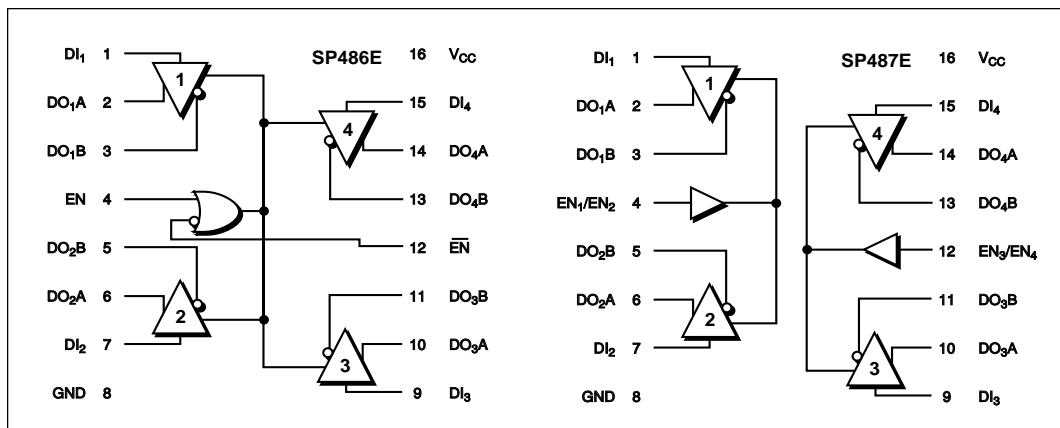 SP486E
DI₁ 1
DO₁A 2
DO₁B 3
EN 4
DO₂B 5
DO₂A 6
DI₂ 7
GND 8
16 V_CC
15 DI₄
14 DO₄A
13 DO₄B
12 E̅N̅
11 DO₃B
10 DO₃A
9 DI₃
1
2
3
4
SP487E
DI₁ 1
DO₁A 2
DO₁B 3
EN₁/EN₂ 4
DO₂B 5
DO₂A 6
DI₂ 7
GND 8
16 V_CC
15 DI₄
14 DO₄A
13 DO₄B
12 EN₃/EN₄
11 DO₃B
10 DO₃A
9 DI₃
1
2
3
4